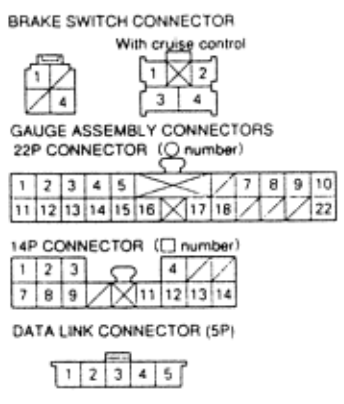 BRAKE SWITCH CONNECTOR
With cruise control
1
4
1 2
3 4
GAUGE ASSEMBLY CONNECTORS
22P CONNECTOR (○ number)
1 2 3 4 5 7 8 9 10
11 12 13 14 15 16 17 18 22
14P CONNECTOR (□ number)
1 2 3 4
7 8 9 11 12 13 14
DATA LINK CONNECTOR (5P)
1 2 3 4 5